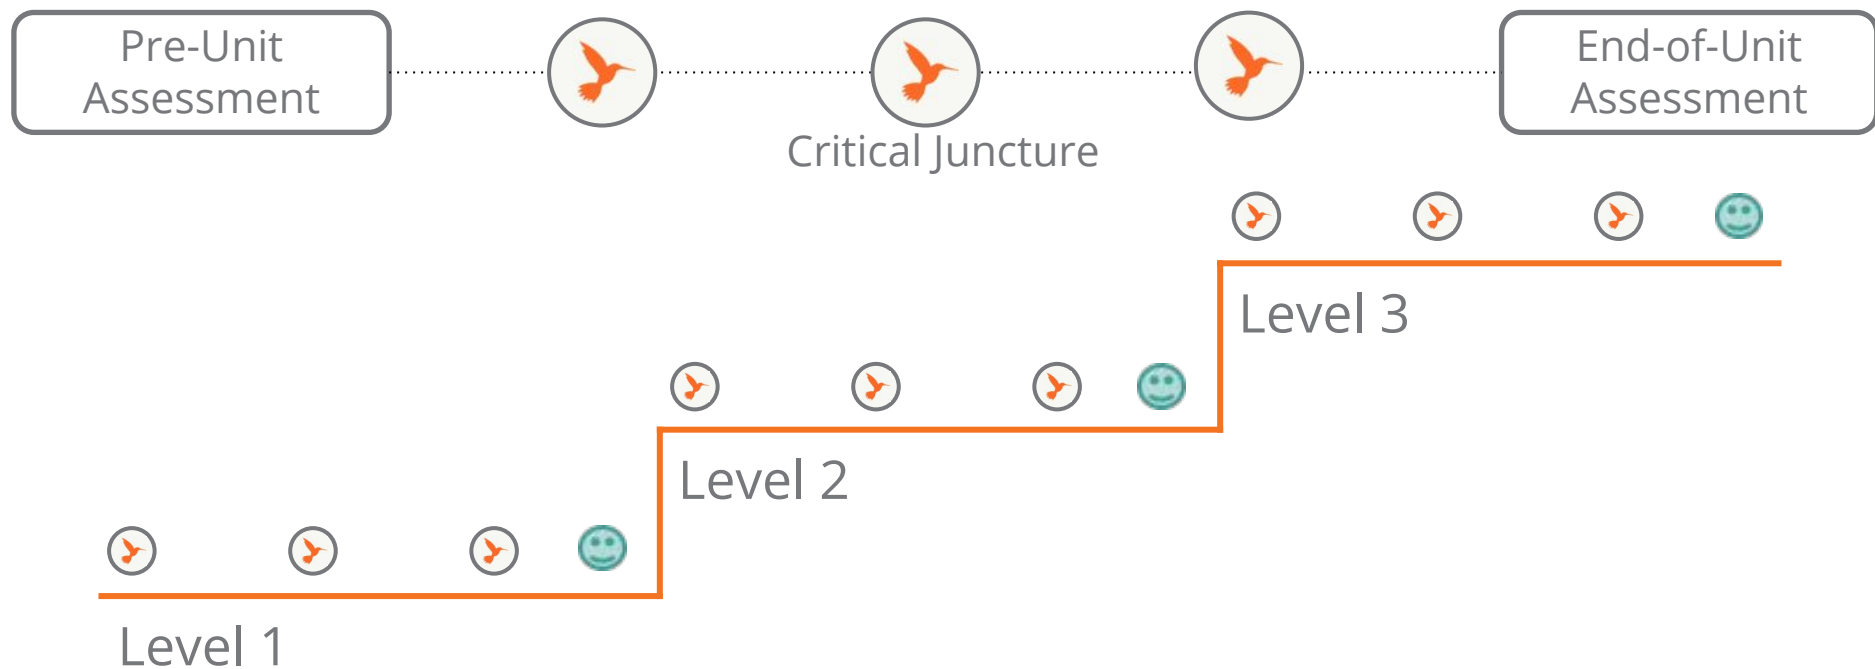 Pre-Unit
Assessment
End-of-Unit
Assessment
Critical Juncture
Level 3
Level 2
Level 1